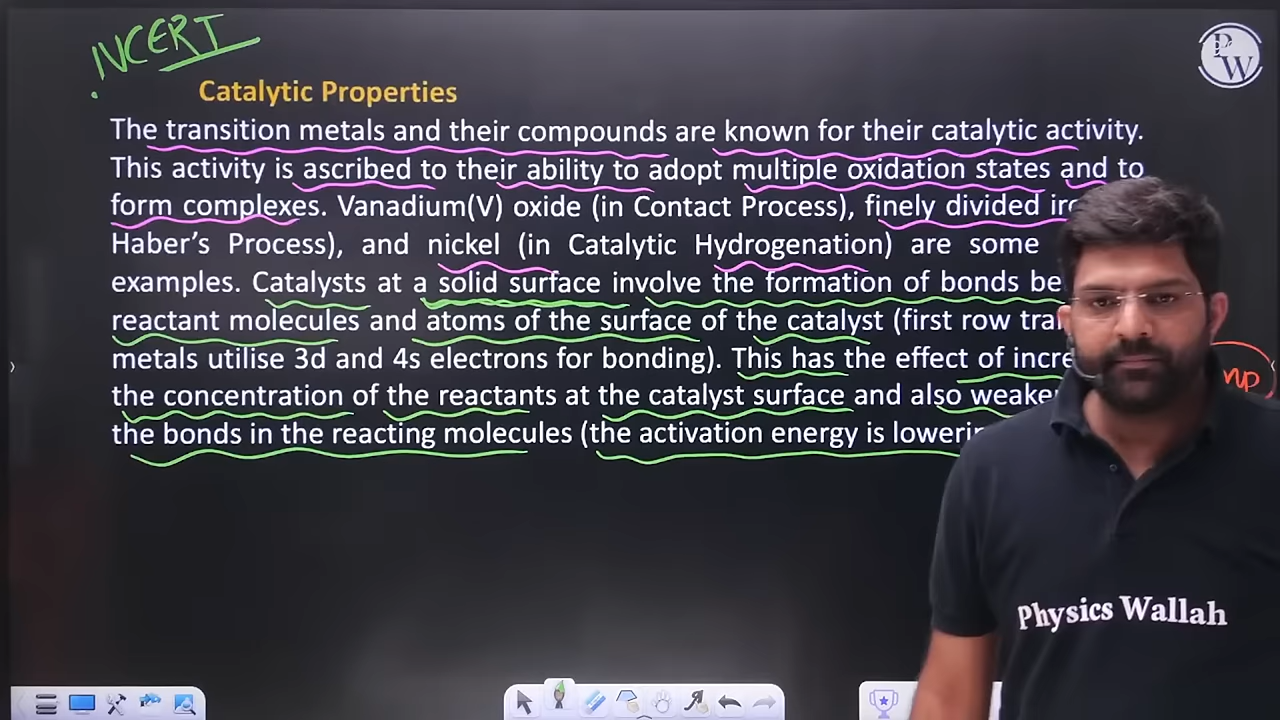 NCERT
PW
Catalytic Properties
The transition metals and their compounds are known for their catalytic activity.
This activity is ascribed to their ability to adopt multiple oxidation states and to
form complexes. Vanadium(V) oxide (in Contact Process), finely divided
Haber’s Process), and nickel (in Catalytic Hydrogenation) are some
examples. Catalysts at a solid surface involve the formation of bonds
reactant molecules and atoms of the surface of the catalyst (first row
metals utilise 3d and 4s electrons for bonding). This has the effect of
mp
the concentration of the reactants at the catalyst surface and also
the bonds in the reacting molecules (the activation energy is
Physics Wallah